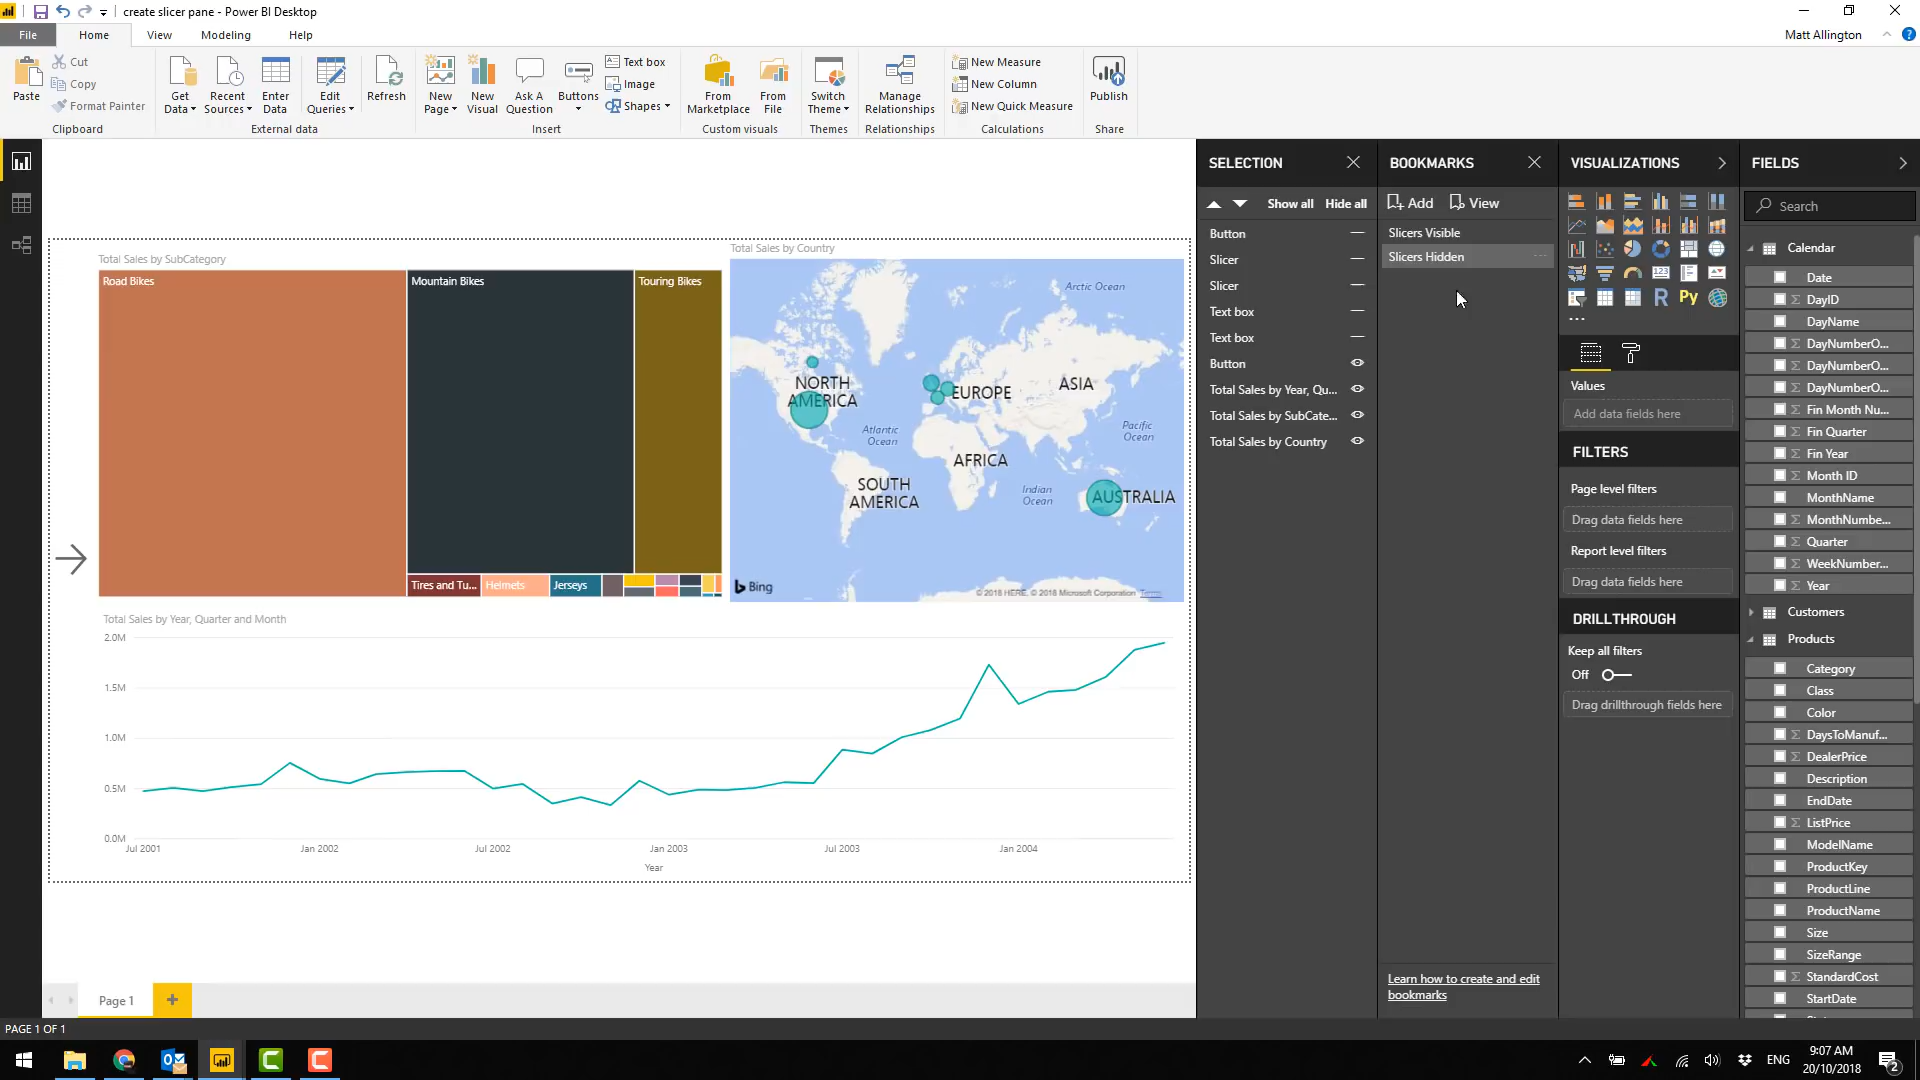 create slicer pane - Power BI Desktop
File
Home
View
Modeling
Help
Matt Allington
Paste
Cut
Copy
Format Painter
Clipboard
Get Data
Recent Sources
Enter Data
Edit Queries
Refresh
External data
New Page
New Visual
Ask A Question
Buttons
Text box
Image
Shapes
Insert
From Marketplace
From File
Custom visuals
Switch Theme
Themes
Manage Relationships
Relationships
New Measure
New Column
New Quick Measure
Calculations
Publish
Share
Total Sales by SubCategory
Road Bikes
Mountain Bikes
Touring Bikes
Tires and Tu...
Helmets
Jerseys
Total Sales by Country
Arctic Ocean
NORTH AMERICA
EUROPE
ASIA
Atlantic Ocean
Pacific Ocean
AFRICA
SOUTH AMERICA
Indian Ocean
AUSTRALIA
Bing
© 2018 HERE, © 2018 Microsoft Corporation Terms
Total Sales by Year, Quarter and Month
2.0M
1.5M
1.0M
0.5M
0.0M
Jul 2001
Jan 2002
Jul 2002
Jan 2003
Jul 2003
Jan 2004
Year
SELECTION
Show all
Hide all
Button
Slicer
Slicer
Text box
Text box
Button
Total Sales by Year, Qu...
Total Sales by SubCate...
Total Sales by Country
BOOKMARKS
Add
View
Slicers Visible
Slicers Hidden
Learn how to create and edit
bookmarks
VISUALIZATIONS
R
Py
Values
Add data fields here
FILTERS
Page level filters
Drag data fields here
Report level filters
Drag data fields here
DRILLTHROUGH
Keep all filters
Off
Drag drillthrough fields here
FIELDS
Search
Calendar
Date
DayID
DayName
DayNumberO...
DayNumberO...
DayNumberO...
Fin Month Nu...
Fin Quarter
Fin Year
Month ID
MonthName
MonthNumbe...
Quarter
WeekNumber...
Year
Customers
Products
Category
Class
Color
DaysToManuf...
DealerPrice
Description
EndDate
ListPrice
ModelName
ProductKey
ProductLine
ProductName
Size
SizeRange
StandardCost
StartDate
Page 1
PAGE 1 OF 1
ENG
9:07 AM
20/10/2018
2